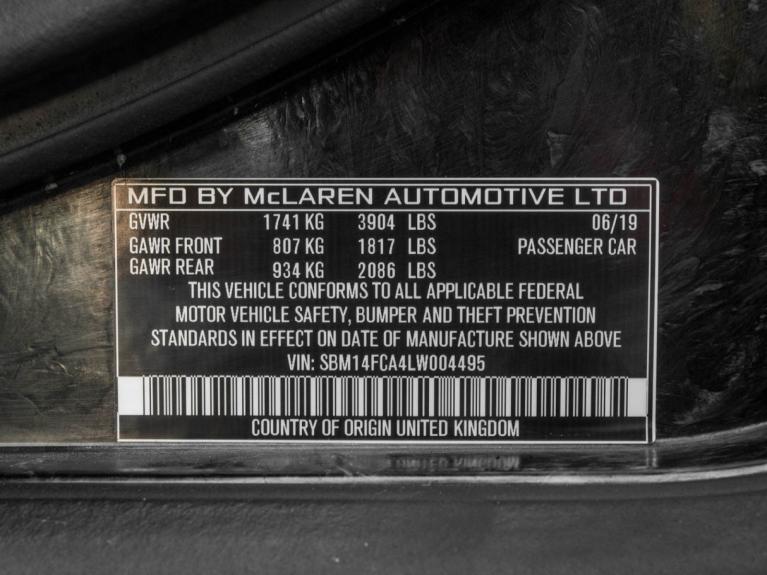 MFD BY McLAREN AUTOMOTIVE LTD
GVWR 1741 KG 3904 LBS 06/19
GAWR FRONT 807 KG 1817 LBS PASSENGER CAR
GAWR REAR 934 KG 2086 LBS
THIS VEHICLE CONFORMS TO ALL APPLICABLE FEDERAL
MOTOR VEHICLE SAFETY, BUMPER AND THEFT PREVENTION
STANDARDS IN EFFECT ON DATE OF MANUFACTURE SHOWN ABOVE
VIN: SBM14FCA4LW004495
COUNTRY OF ORIGIN UNITED KINGDOM